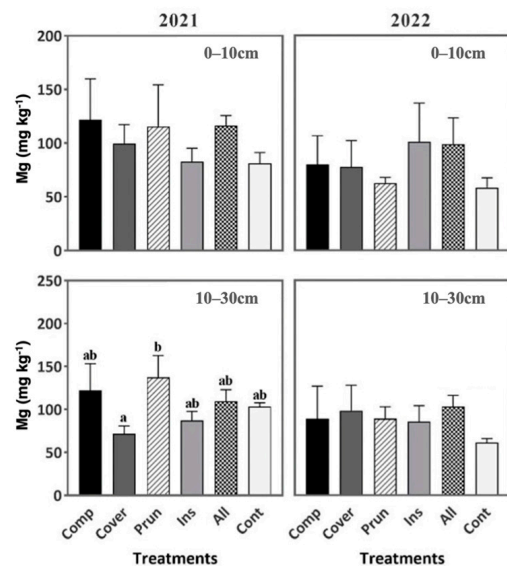 2021 2022
200
150
100
50
0
Mg (mg kg⁻¹)
0–10cm
0–10cm
250
200
150
100
50
0
Mg (mg kg⁻¹)
10–30cm
ab a b ab ab ab
10–30cm
Comp Cover Prun Ins All Cont
Comp Cover Prun Ins All Cont
Treatments Treatments